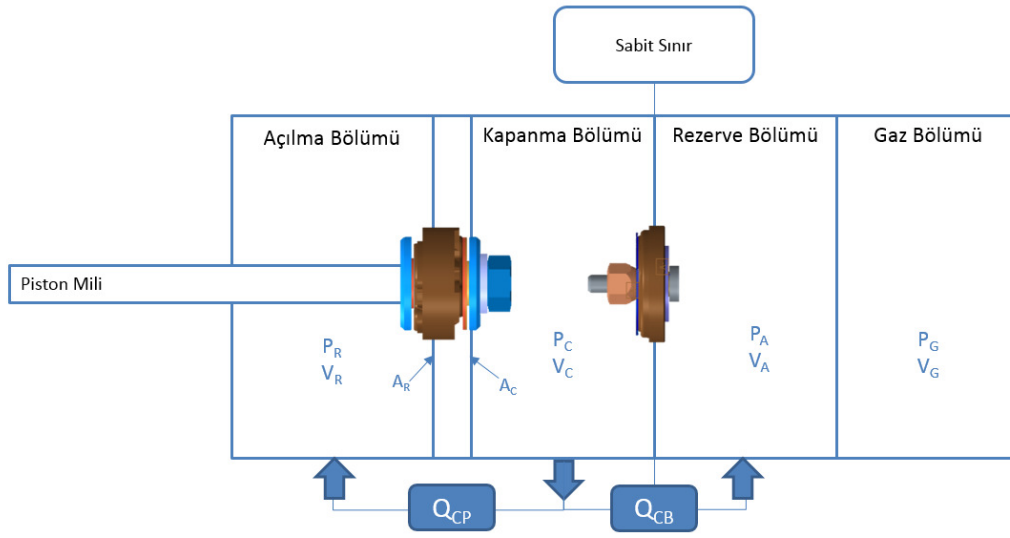 Sabit Sınır
Açılma Bölümü
Kapanma Bölümü
Rezerve Bölümü
Gaz Bölümü
Piston Mili
P_R
V_R
A_R
A_C
P_C
V_C
P_A
V_A
P_G
V_G
Q_CP
Q_CB